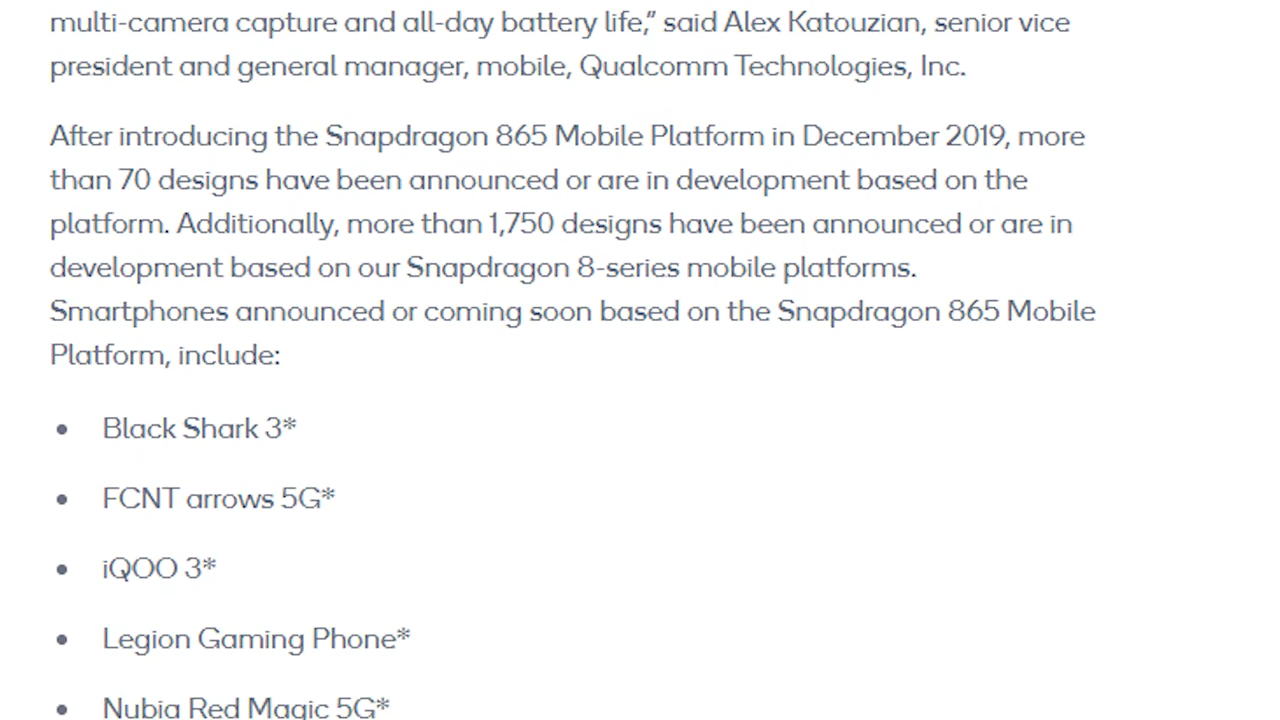 multi-camera capture and all-day battery life,” said Alex Katouzian, senior vice
president and general manager, mobile, Qualcomm Technologies, Inc.
After introducing the Snapdragon 865 Mobile Platform in December 2019, more
than 70 designs have been announced or are in development based on the
platform. Additionally, more than 1,750 designs have been announced or are in
development based on our Snapdragon 8-series mobile platforms.
Smartphones announced or coming soon based on the Snapdragon 865 Mobile
Platform, include:
• Black Shark 3*
• FCNT arrows 5G*
• iQOO 3*
• Legion Gaming Phone*
• Nubia Red Magic 5G*